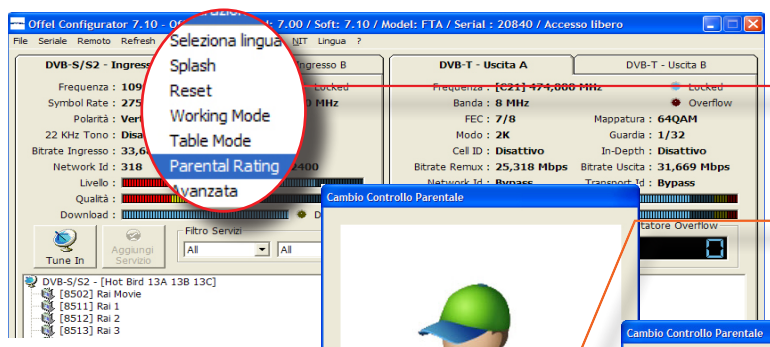 Offel Configurator 7.10 - Of
: 7.00 / Soft: 7.10 / Model: FTA / Serial : 20840 / Accesso libero
File Seriale Remoto Refresh
NIT Lingua ?
Seleziona lingua
Splash
Reset
Working Mode
Table Mode
Parental Rating
Avanzata
DVB-S/S2 - Ingres
ngresso B
Frequenza : 109
Locked
Symbol Rate : 275
0 MHz
Polarità : Ver
22 KHz Tono : Disa
Bitrate Ingresso : 33,6
Network Id : 318
2400
Livello :
Qualità :
Download :
D
DVB-T - Uscita A
DVB-T - Uscita B
Frequenza : [C21] 474,000 MHz
Locked
Banda : 8 MHz
Overflow
FEC : 7/8
Mappatura : 64QAM
Modo : 2K
Guardia : 1/32
Cell ID : Disattivo
In-Depth : Disattivo
Bitrate Remux : 25,318 Mbps
Bitrate Uscita : 31,669 Mbps
Network Id : Bypass
Transport Id : Bypass
tatore Overflow
0
Tune In
Aggiungi
Servizio
Filtro Servizi
All
All
DVB-S/S2 - [Hot Bird 13A 13B 13C]
[8502] Rai Movie
[8511] Rai 1
[8512] Rai 2
[8513] Rai 3
Cambio Controllo Parentale
Cambio Controllo Parentale